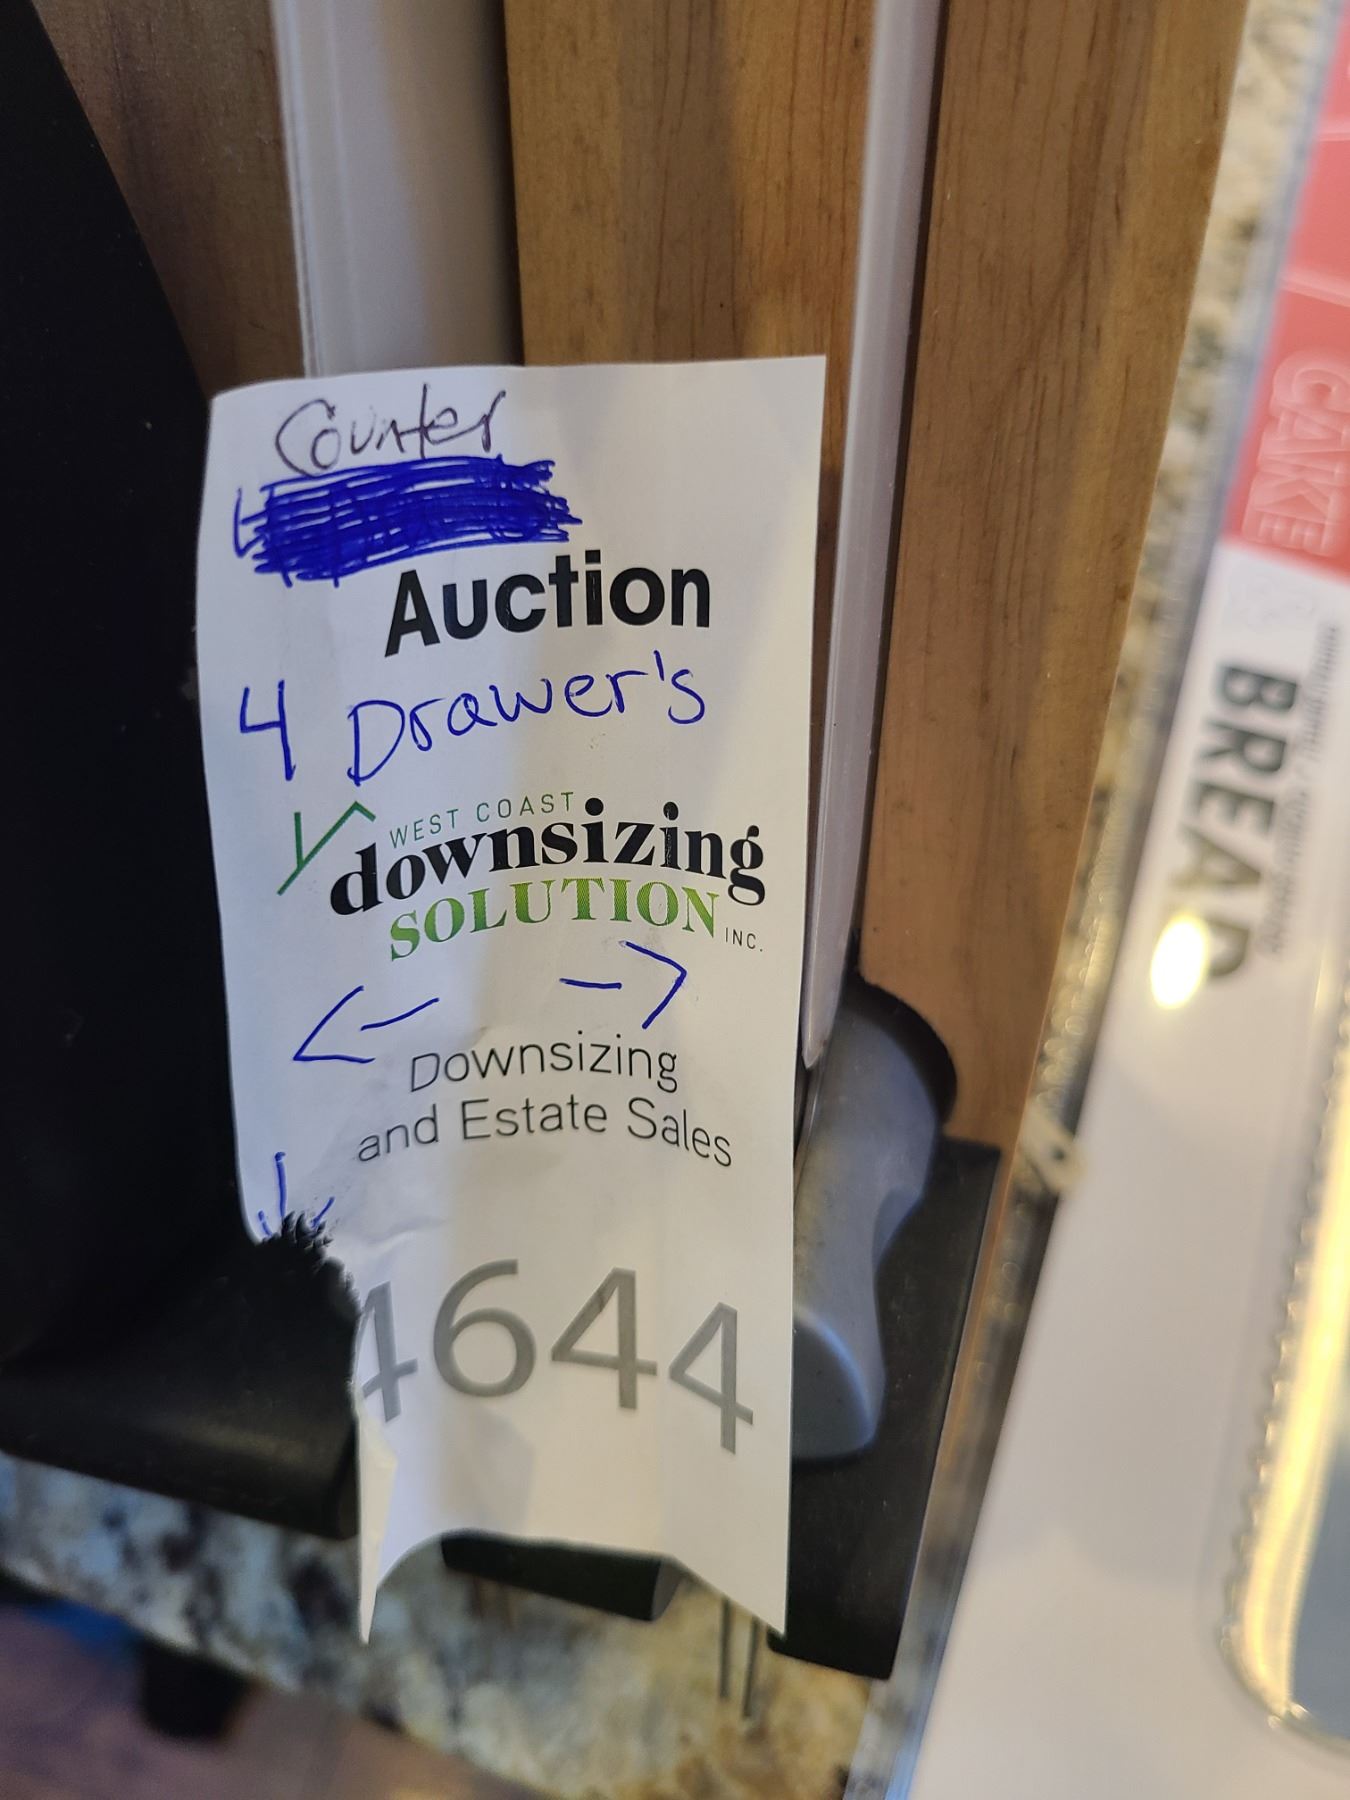 Counter
Auction
4 Drawer's
WEST COAST
downsizing
SOLUTION INC.
Downsizing
and Estate Sales
4644
CAKE
BREAD